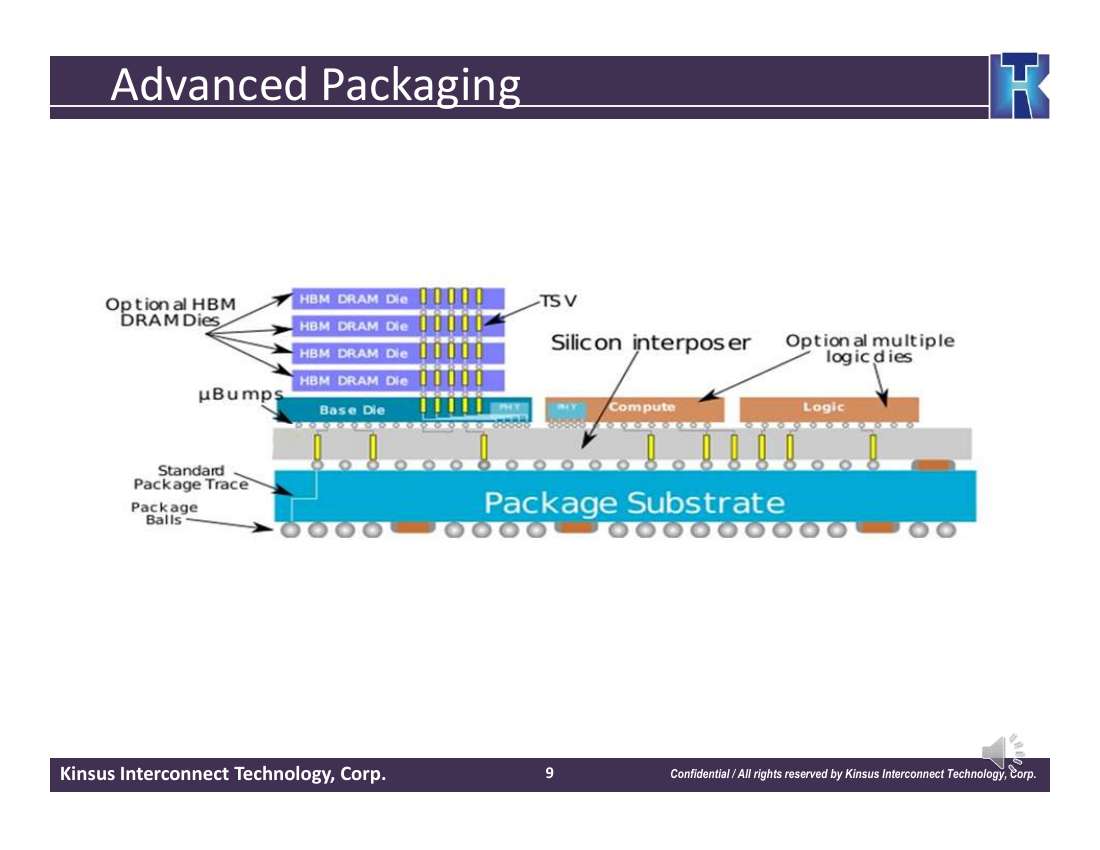 Advanced Packaging
Optional HBM
DRAM Dies
HBM DRAM Die
HBM DRAM Die
HBM DRAM Die
HBM DRAM Die
TSV
Silicon interposer
Optional multiple
logic dies
µBumps
Base Die
PHY
PHY
Compute
Logic
Standard
Package Trace
Package
Balls
Package Substrate
Kinsus Interconnect Technology, Corp.
9
Confidential / All rights reserved by Kinsus Interconnect Technology, Corp.